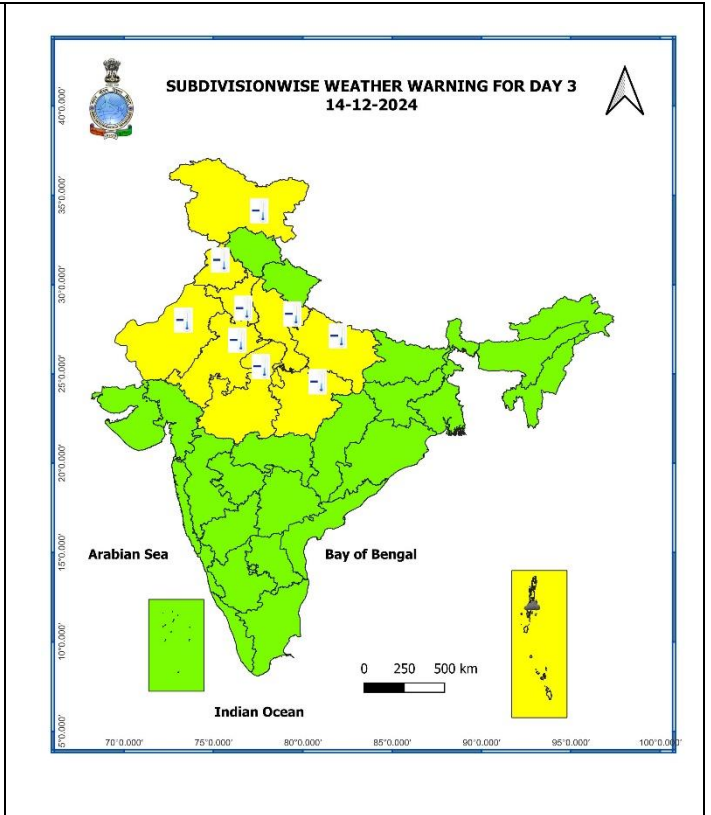 SUBDIVISIONWISE WEATHER WARNING FOR DAY 3
14-12-2024
40°0.000'
35°0.000'
30°0.000'
25°0.000'
20°0.000'
15°0.000'
10°0.000'
5°0.000'
Arabian Sea
Bay of Bengal
0 250 500 km
Indian Ocean
70°0.000' 75°0.000' 80°0.000' 85°0.000' 90°0.000' 95°0.000' 100°0.000'